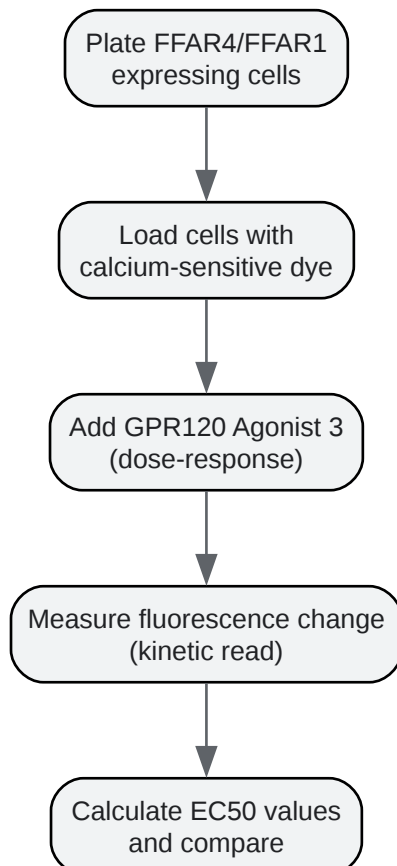 Plate FFAR4/FFAR1
expressing cells
Load cells with
calcium-sensitive dye
Add GPR120 Agonist 3
(dose-response)
Measure fluorescence change
(kinetic read)
Calculate EC50 values
and compare